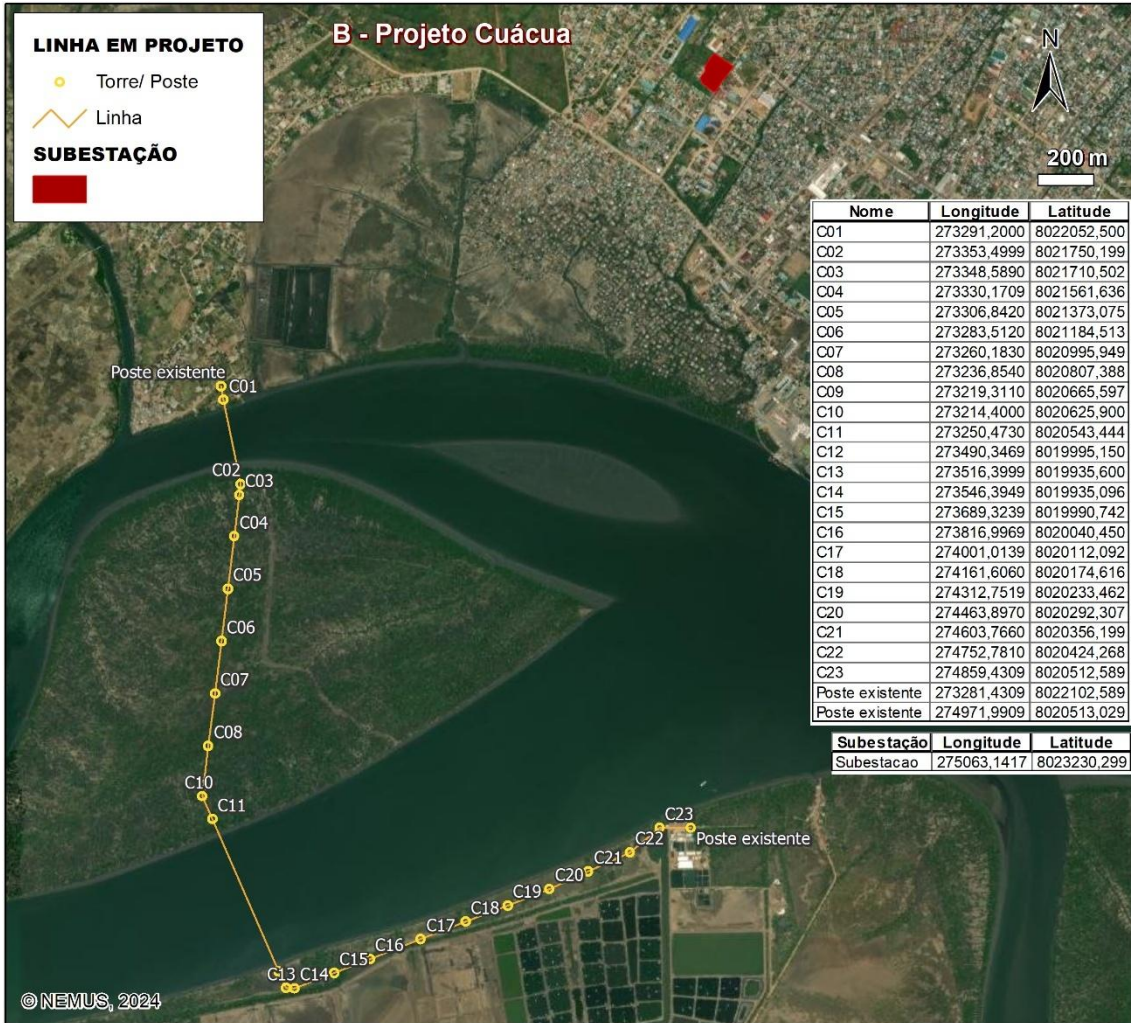 B - Projeto Cuácua
LINHA EM PROJETO
Torre/ Poste
Linha
SUBESTAÇÃO
N
200 m
Nome Longitude Latitude
C01 273291,2000 8022052,500
C02 273353,4999 8021750,199
C03 273348,5890 8021710,502
C04 273330,1709 8021561,636
C05 273306,8420 8021373,075
C06 273283,5120 8021184,513
C07 273260,1830 8020995,949
C08 273236,8540 8020807,388
C09 273219,3110 8020665,597
C10 273214,4000 8020625,900
C11 273250,4730 8020543,444
C12 273490,3469 8019995,150
C13 273516,3999 8019935,600
C14 273546,3949 8019935,096
C15 273689,3239 8019990,742
C16 273816,9969 8020040,450
C17 274001,0139 8020112,092
C18 274161,6060 8020174,616
C19 274312,7519 8020233,462
C20 274463,8970 8020292,307
C21 274603,7660 8020356,199
C22 274752,7810 8020424,268
C23 274859,4309 8020512,589
Poste existente 273281,4309 8022102,589
Poste existente 274971,9909 8020513,029
Subestação Longitude Latitude
Subestacao 275063,1417 8023230,299
Poste existente
C01
C02
C03
C04
C05
C06
C07
C08
C10
C11
C13
C14
C15
C16
C17
C18
C19
C20
C21
C22
C23
Poste existente
© NEMUS, 2024